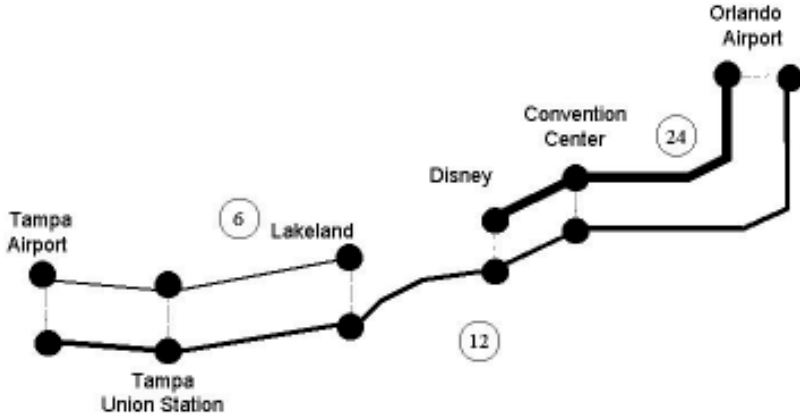 Orlando
Airport
Convention
Center
24
Disney
6
Lakeland
Tampa
Airport
12
Tampa
Union Station